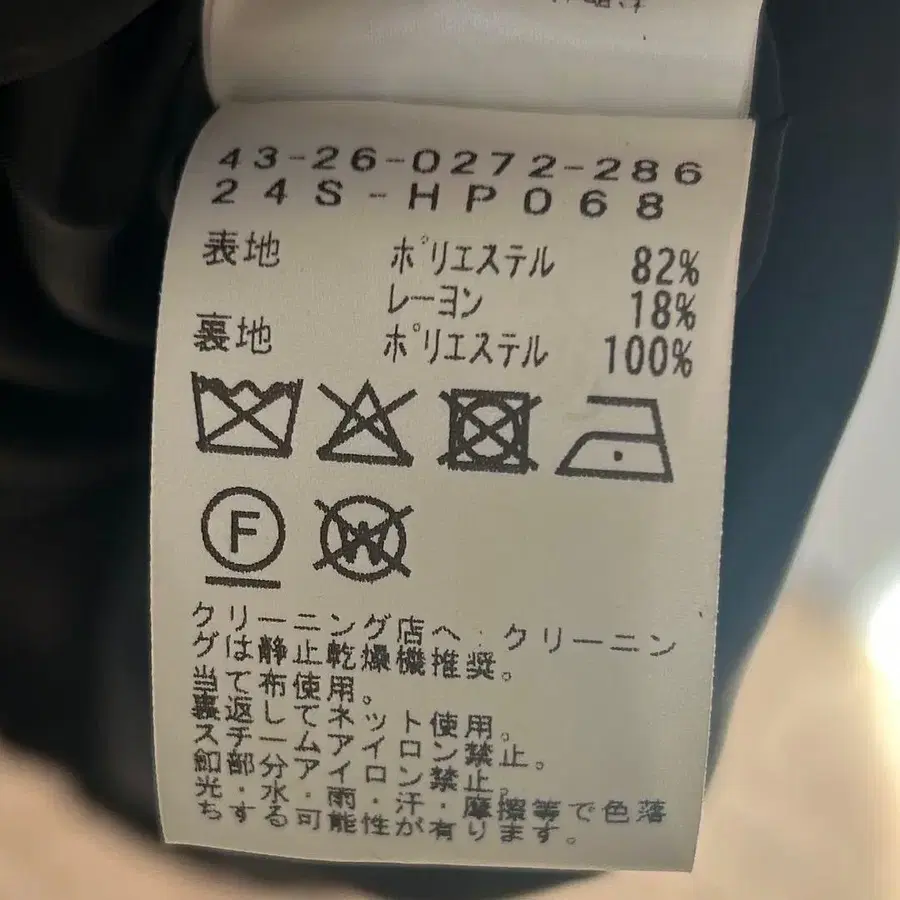 43-26-0272-286
24S-HP068
表地 ポリエステル 82%
レーヨン 18%
裏地 ポリエステル 100%
F
W
クリーニング店へ・クリーニン
グは静止乾燥機推奨。
当て布使用。
裏返してネット使用。
スチームアイロン禁止。
釦部分アイロン禁止。
光・水・雨・汗・摩擦等で色落
ちする可能性が有ります。